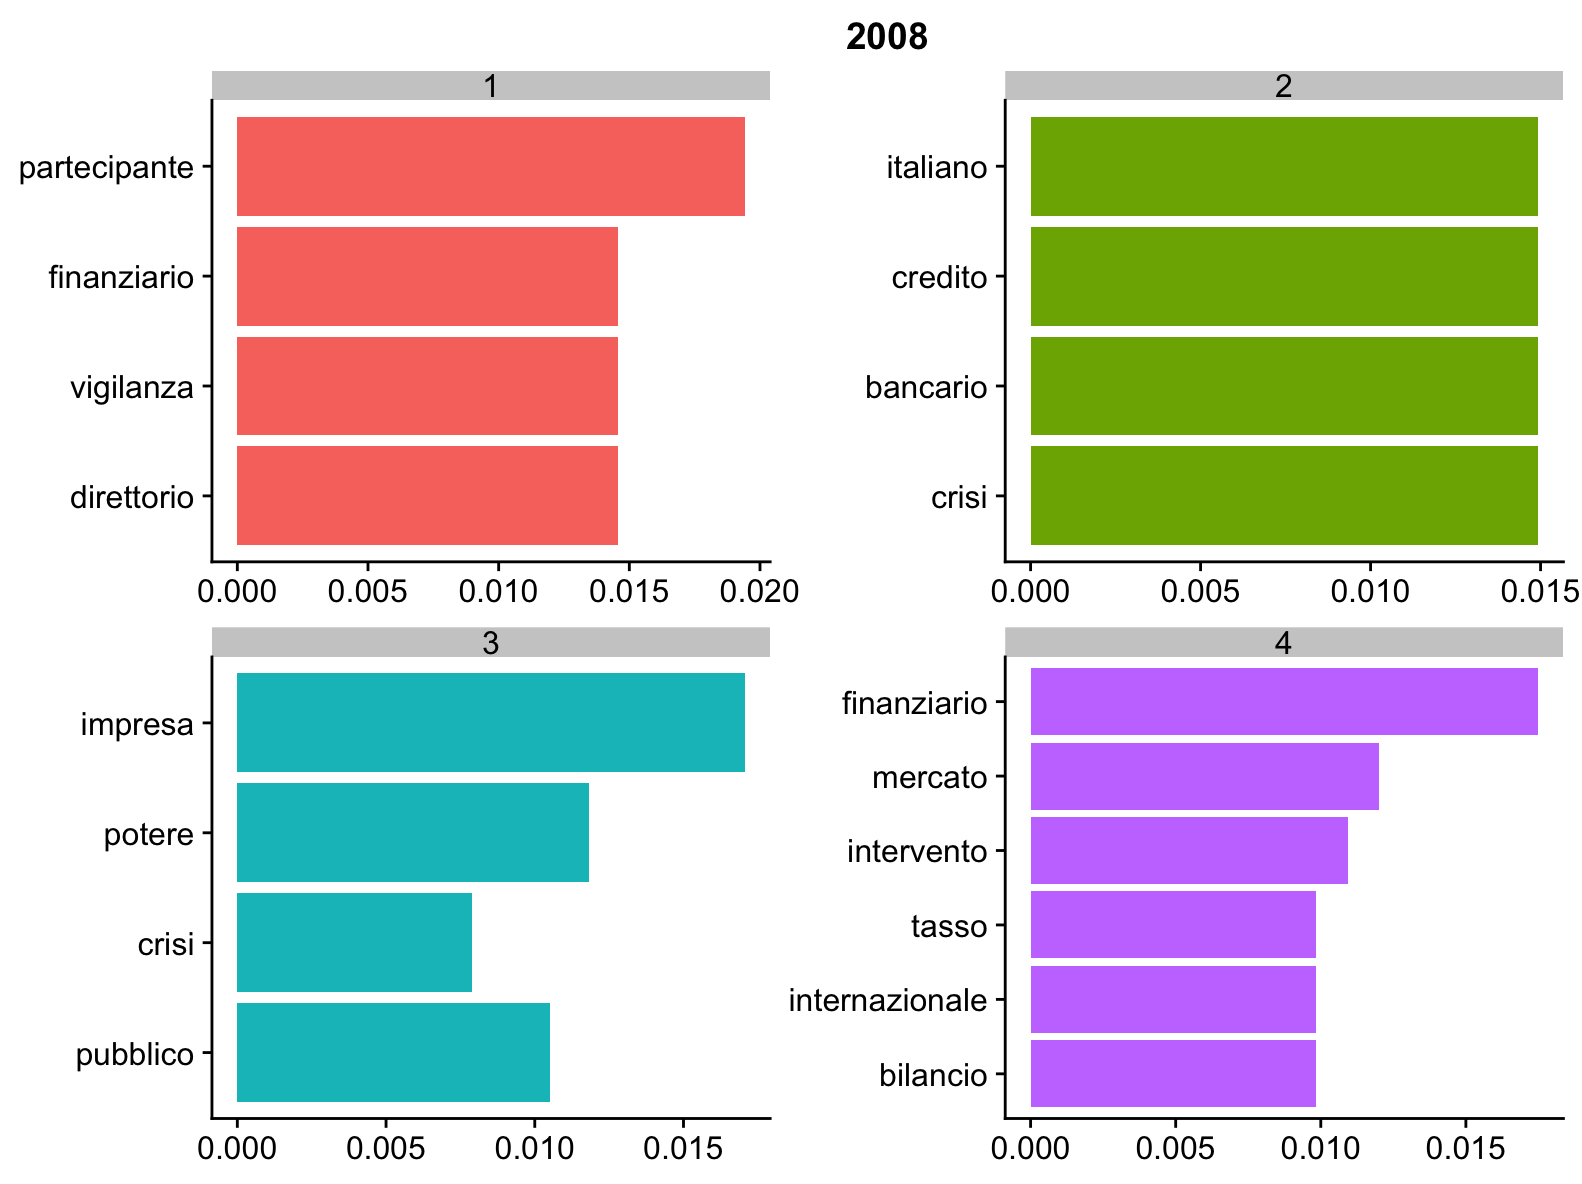 2008
1
partecipante
finanziario
vigilanza
direttorio
0.000 0.005 0.010 0.015 0.020
2
italiano
credito
bancario
crisi
0.000 0.005 0.010 0.015
3
impresa
potere
crisi
pubblico
0.000 0.005 0.010 0.015
4
finanziario
mercato
intervento
tasso
internazionale
bilancio
0.000 0.005 0.010 0.015